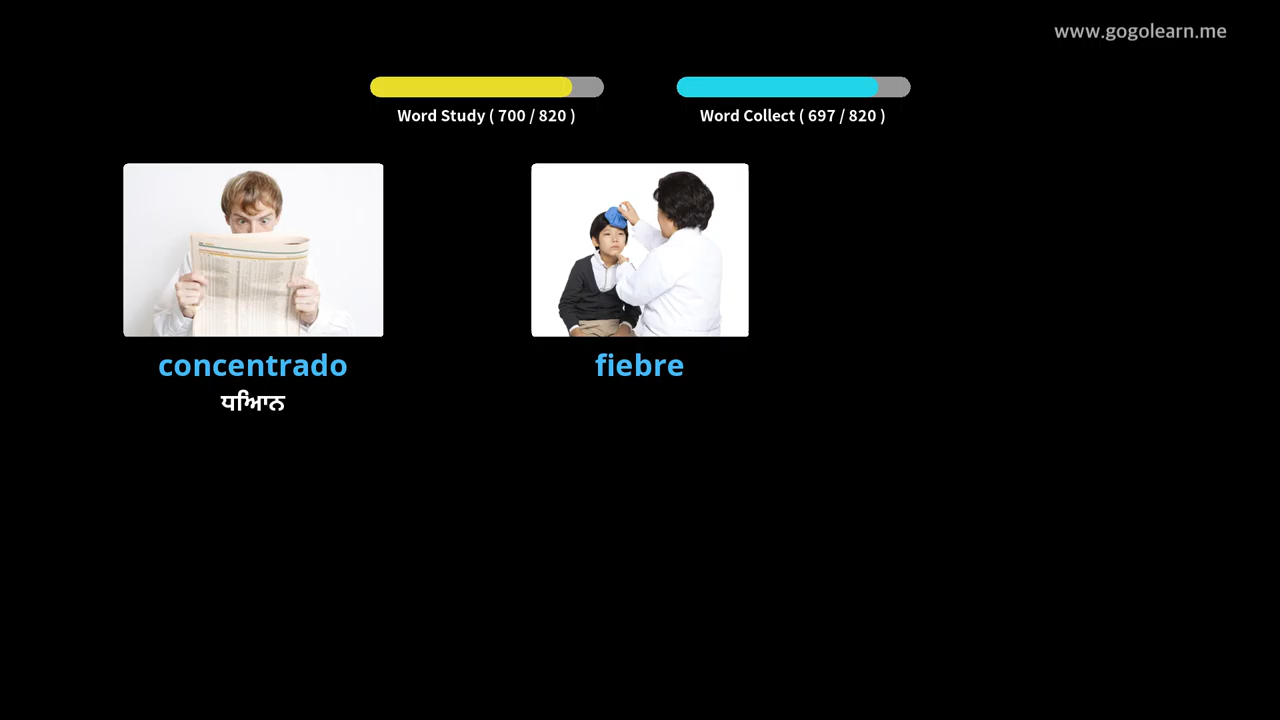 www.gogolearn.me
Word Study ( 700 / 820 )
Word Collect ( 697 / 820 )
concentrado
ਧਿਆਨ
fiebre